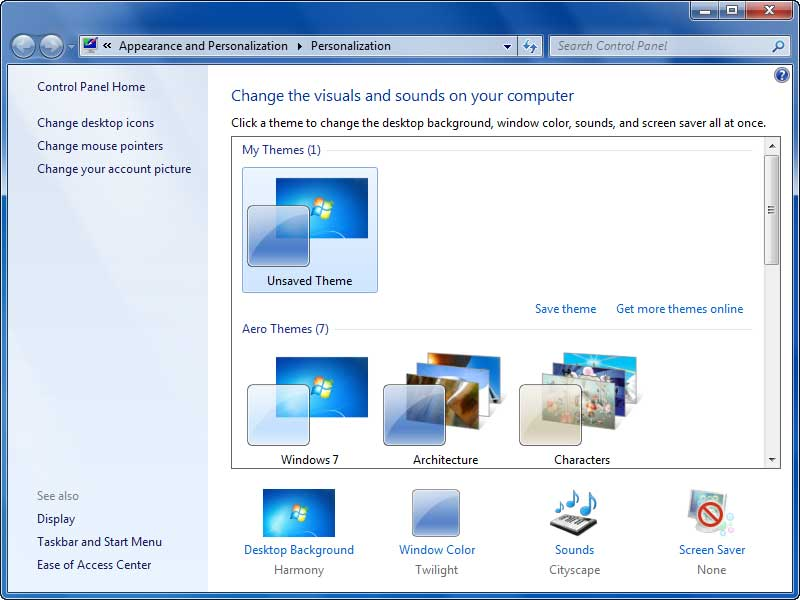 « Appearance and Personalization ▸ Personalization
Search Control Panel
Control Panel Home
Change desktop icons
Change mouse pointers
Change your account picture
See also
Display
Taskbar and Start Menu
Ease of Access Center
Change the visuals and sounds on your computer
Click a theme to change the desktop background, window color, sounds, and screen saver all at once.
My Themes (1)
Unsaved Theme
Save theme Get more themes online
Aero Themes (7)
Windows 7 Architecture Characters
Desktop Background Window Color Sounds Screen Saver
Harmony Twilight Cityscape None